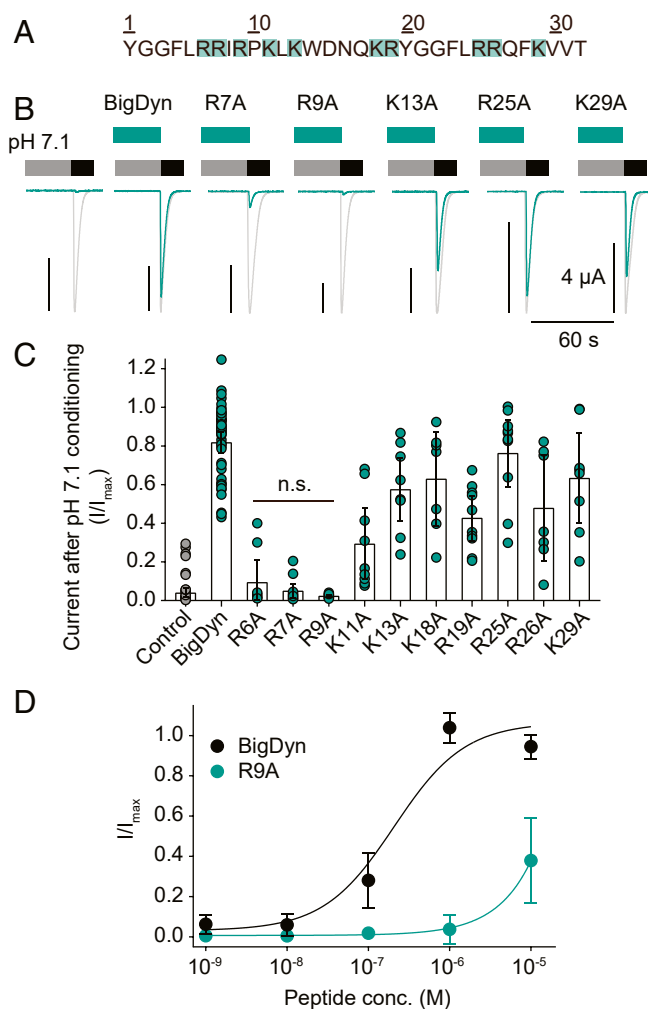 A
1 10 20 30
YGGFLRRIRPKLKWDNQKRYGGFLRRQFKVVT
B
BigDyn R7A R9A K13A R25A K29A
pH 7.1
4 µA
60 s
C
Current after pH 7.1 conditioning
(I/Imax)
1.2
1.0
0.8
0.6
0.4
0.2
0.0
n.s.
Control BigDyn R6A R7A R9A K11A K13A K18A R19A R25A R26A K29A
D
I/Imax
1.0
0.8
0.6
0.4
0.2
0.0
BigDyn
R9A
10⁻⁹ 10⁻⁸ 10⁻⁷ 10⁻⁶ 10⁻⁵
Peptide conc. (M)